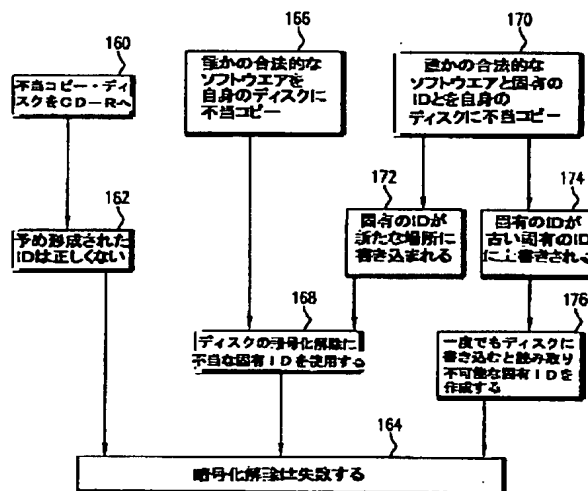 160
不当コピー・ディ
スクをCD－Rへ
162
予め形成された
IDは正しくない
166
誰かの合法的な
ソフトウエアを
自身のディスクに
不当コピー
170
誰かの合法的な
ソフトウエアと固有の
IDとを自身の
ディスクに不当コピー
172
固有のIDが
新たな場所に
書き込まれる
174
固有のIDが
古い固有のID
に上書きされる
168
ディスクの暗号化解除に
不当な固有IDを使用する
176
一度でもディスクに
書き込むと読み取り
不可能な固有IDを
作成する
164
暗号化解除は失敗する